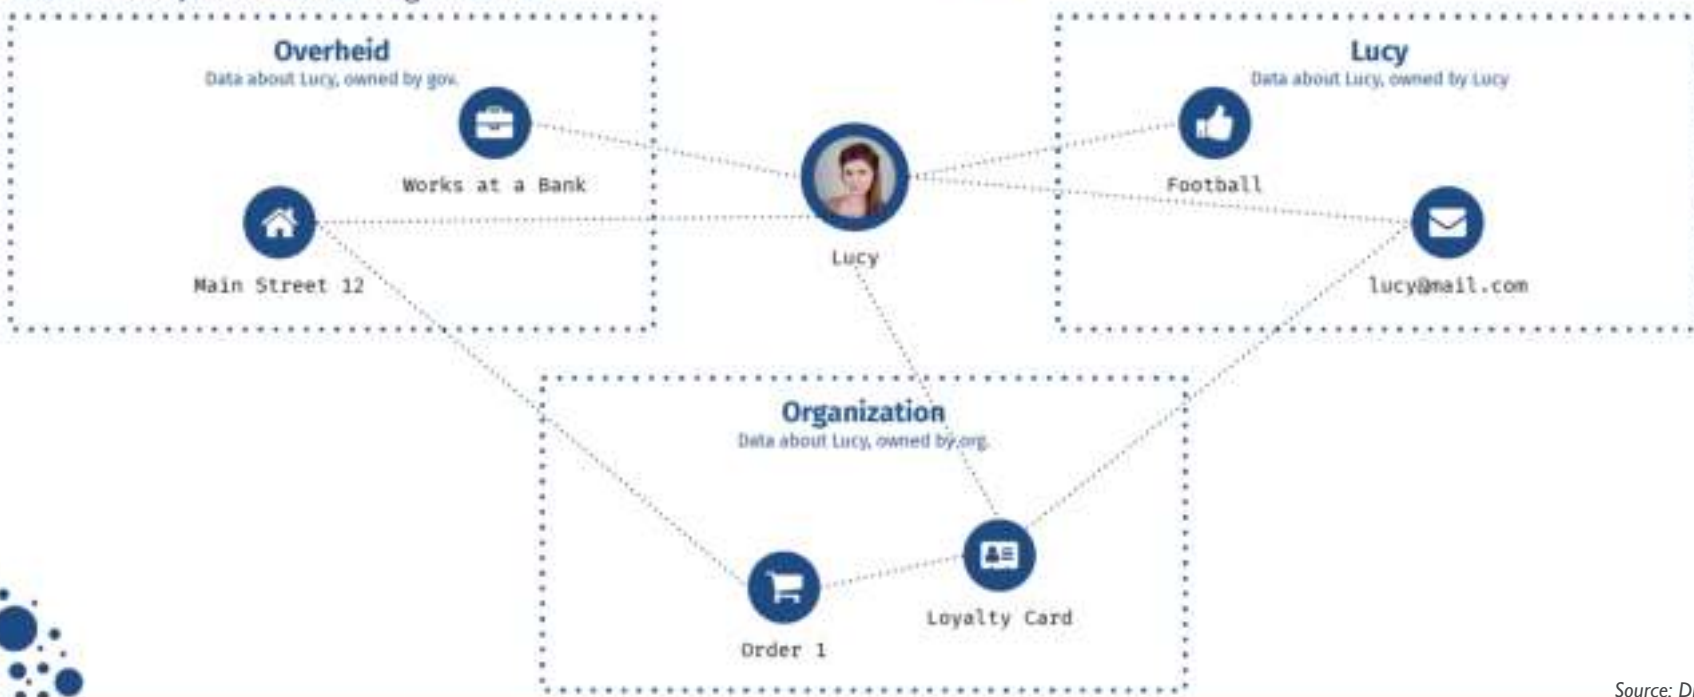 Overheid
Data about Lucy, owned by gov.
Works at a Bank
Main Street 12
Lucy
Lucy
Data about Lucy, owned by Lucy
Football
lucy@mail.com
Organization
Data about Lucy, owned by org.
Order 1
Loyalty Card
Source: